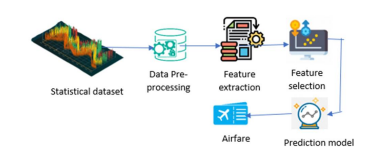 Statistical dataset
Data Pre-
processing
Feature
extraction
Feature
selection
Airfare
Prediction model